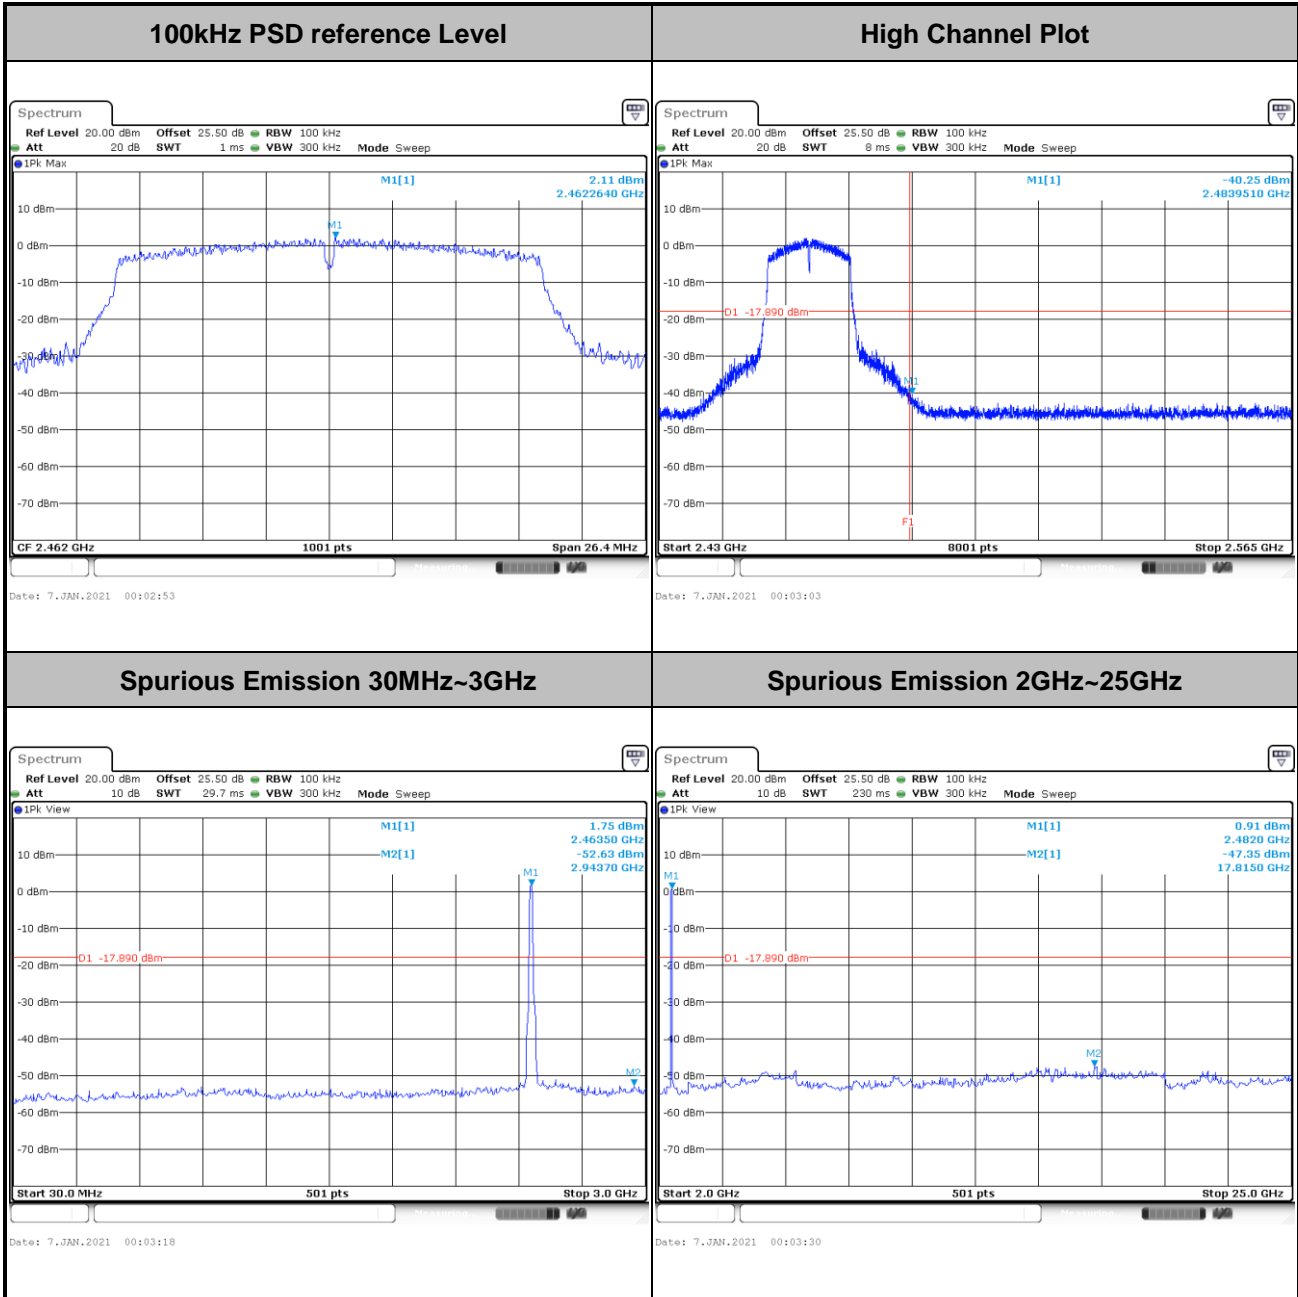 100kHz PSD reference Level
High Channel Plot
Spectrum
Ref Level 20.00 dBm Offset 25.50 dB RBW 100 kHz
Att 20 dB SWT 1 ms VBW 300 kHz Mode Sweep
1Pk Max
M1[1] 2.11 dBm
2.4622640 GHz
10 dBm
M1
0 dBm
-10 dBm
-20 dBm
-30 dBm
-40 dBm
-50 dBm
-60 dBm
-70 dBm
CF 2.462 GHz 1001 pts Span 26.4 MHz
Measuring
Date: 7.JAN.2021 00:02:53
Spectrum
Ref Level 20.00 dBm Offset 25.50 dB RBW 100 kHz
Att 20 dB SWT 8 ms VBW 300 kHz Mode Sweep
1Pk Max
M1[1] -40.25 dBm
2.4839510 GHz
10 dBm
0 dBm
-10 dBm
D1 -17.890 dBm
-20 dBm
-30 dBm
M1
-40 dBm
-50 dBm
-60 dBm
-70 dBm
F1
Start 2.43 GHz 8001 pts Stop 2.565 GHz
Measuring
Date: 7.JAN.2021 00:03:03
Spurious Emission 30MHz~3GHz
Spurious Emission 2GHz~25GHz
Spectrum
Ref Level 20.00 dBm Offset 25.50 dB RBW 100 kHz
Att 10 dB SWT 29.7 ms VBW 300 kHz Mode Sweep
1Pk View
M1[1] 1.75 dBm
2.46350 GHz
10 dBm
M2[1] -52.63 dBm
2.94370 GHz
M1
0 dBm
-10 dBm
D1 -17.890 dBm
-20 dBm
-30 dBm
-40 dBm
-50 dBm
M2
-60 dBm
-70 dBm
Start 30.0 MHz 501 pts Stop 3.0 GHz
Measuring
Date: 7.JAN.2021 00:03:18
Spectrum
Ref Level 20.00 dBm Offset 25.50 dB RBW 100 kHz
Att 10 dB SWT 230 ms VBW 300 kHz Mode Sweep
1Pk View
M1[1] 0.91 dBm
2.4820 GHz
10 dBm
M2[1] -47.35 dBm
17.8150 GHz
M1
0 dBm
-10 dBm
D1 -17.890 dBm
-20 dBm
-30 dBm
-40 dBm
M2
-50 dBm
-60 dBm
-70 dBm
Start 2.0 GHz 501 pts Stop 25.0 GHz
Measuring
Date: 7.JAN.2021 00:03:30